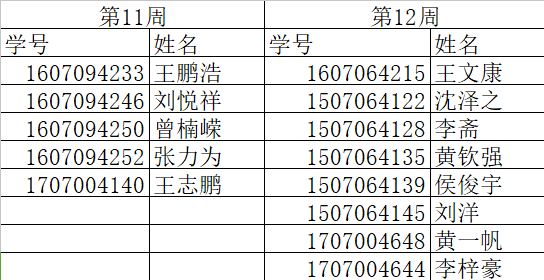 第11周 第12周
学号 姓名 学号 姓名
1607094233 王鹏浩 1607064215 王文康
1607094246 刘悦祥 1507064122 沈泽之
1607094250 曾楠嵘 1507064128 李斋
1607094252 张力为 1507064135 黄钦强
1707004140 王志鹏 1507064139 侯俊宇
1507064145 刘洋
1707004648 黄一帆
1707004644 李梓豪